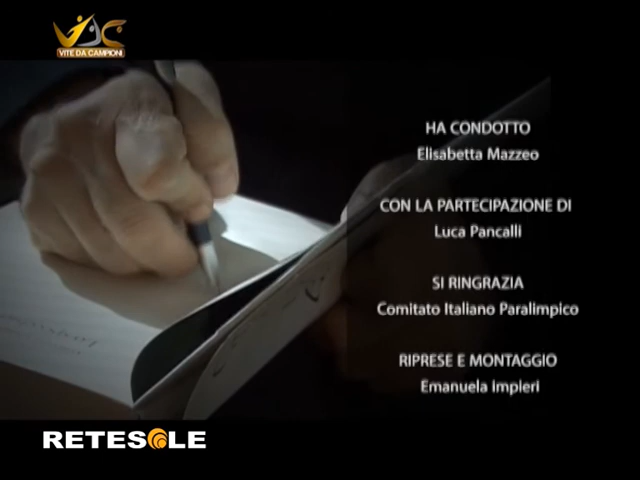 VITE DA CAMPIONI
HA CONDOTTO
Elisabetta Mazzeo
CON LA PARTECIPAZIONE DI
Luca Pancalli
SI RINGRAZIA
Comitato Italiano Paralimpico
RIPRESE E MONTAGGIO
Emanuela Impieri
RETESOLE